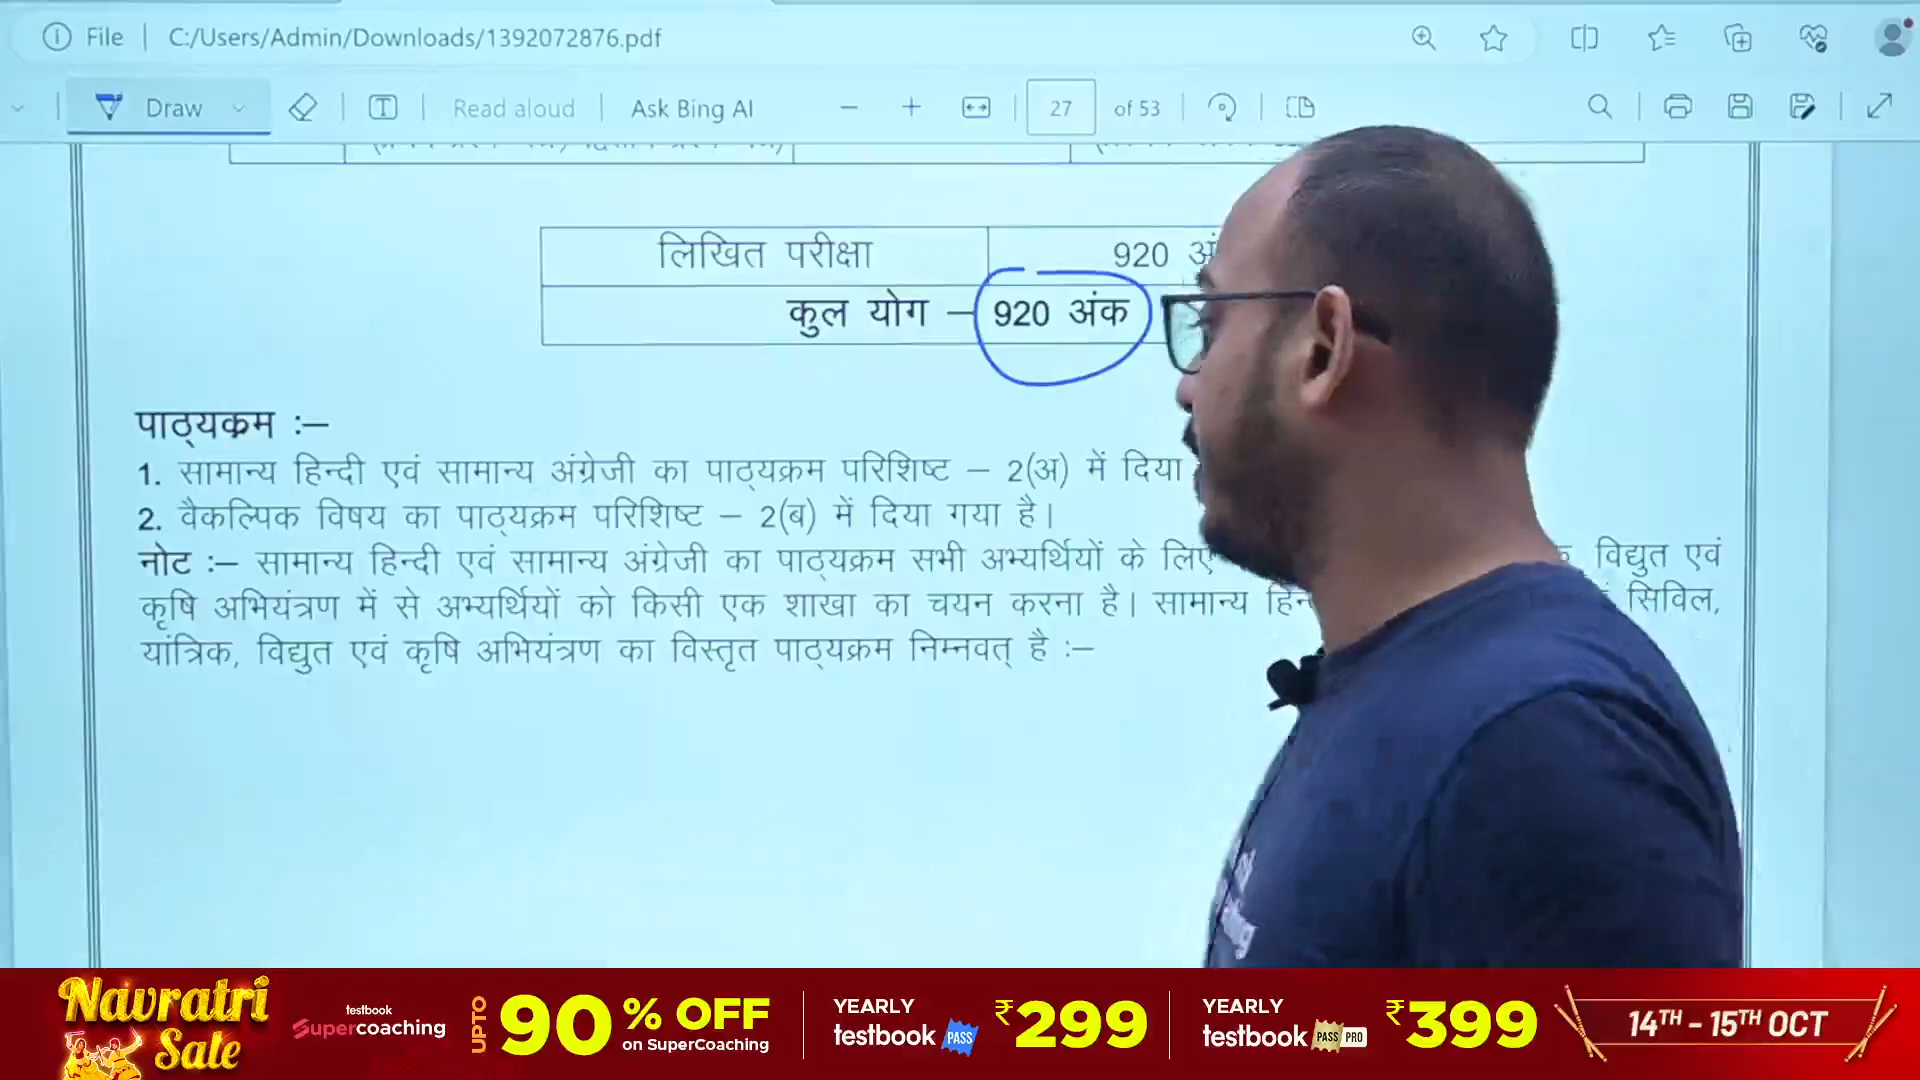 File C:/Users/Admin/Downloads/1392072876.pdf
Draw Read aloud Ask Bing AI 27 of 53
लिखित परीक्षा 920
कुल योग – 920 अंक
पाठ्यक्रम :–
1. सामान्य हिन्दी एवं सामान्य अंग्रेजी का पाठ्यक्रम परिशिष्ट – 2(अ) में दिया
2. वैकल्पिक विषय का पाठ्यक्रम परिशिष्ट – 2(ब) में दिया गया है।
नोट :– सामान्य हिन्दी एवं सामान्य अंग्रेजी का पाठ्यक्रम सभी अभ्यर्थियों के लिए विद्युत एवं
कृषि अभियंत्रण में से अभ्यर्थियों को किसी एक शाखा का चयन करना है। सामान्य सिविल,
यांत्रिक, विद्युत एवं कृषि अभियंत्रण का विस्तृत पाठ्यक्रम निम्नवत् है :–
Navratri Sale
testbook Supercoaching
UPTO 90% OFF on SuperCoaching
YEARLY testbook PASS ₹299
YEARLY testbook PASS PRO ₹399
14TH - 15TH OCT